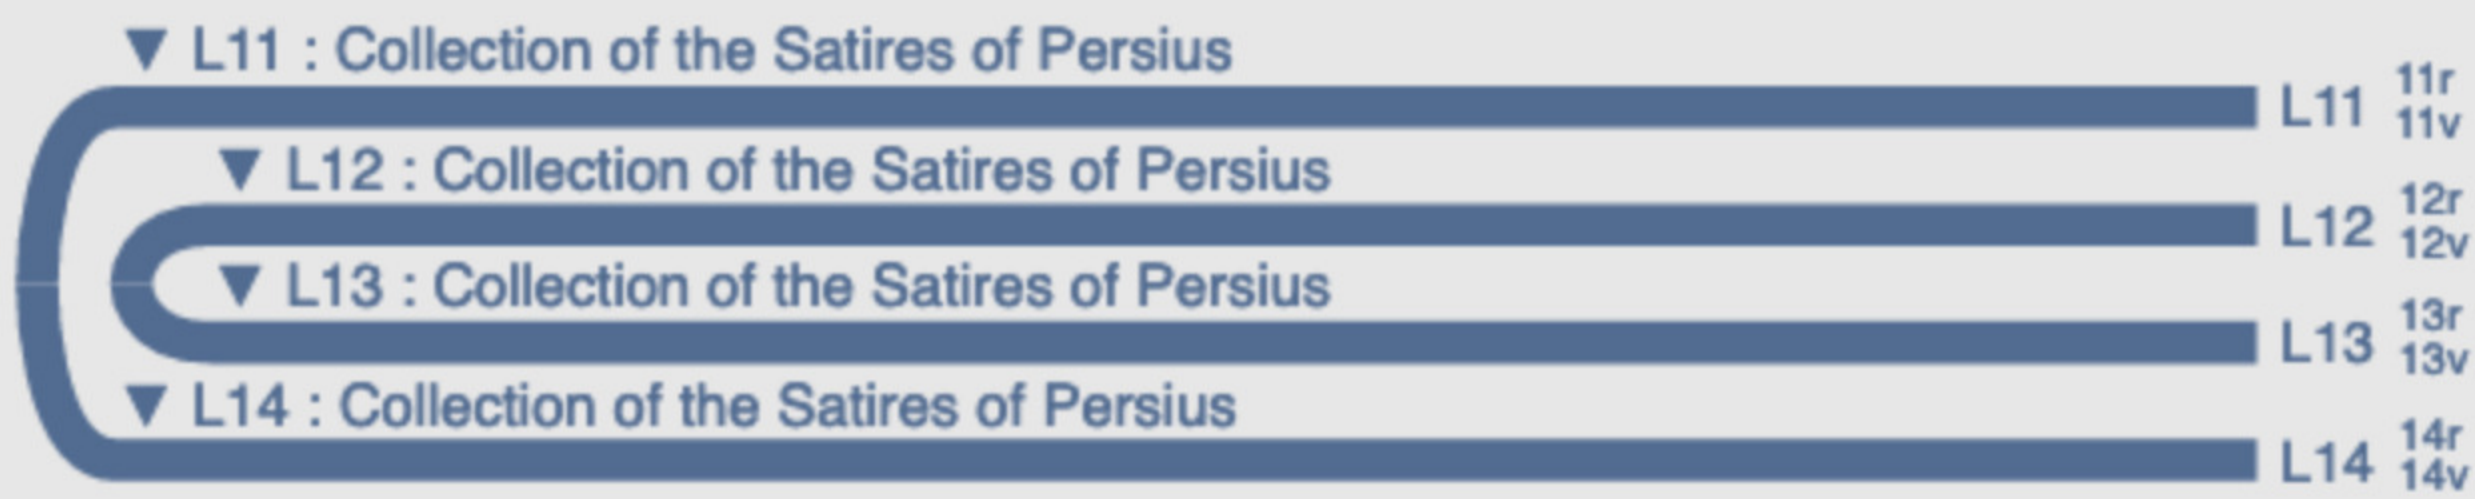 ▼ L11 : Collection of the Satires of Persius
L11 11r
11v
▼ L12 : Collection of the Satires of Persius
L12 12r
12v
▼ L13 : Collection of the Satires of Persius
L13 13r
13v
▼ L14 : Collection of the Satires of Persius
L14 14r
14v